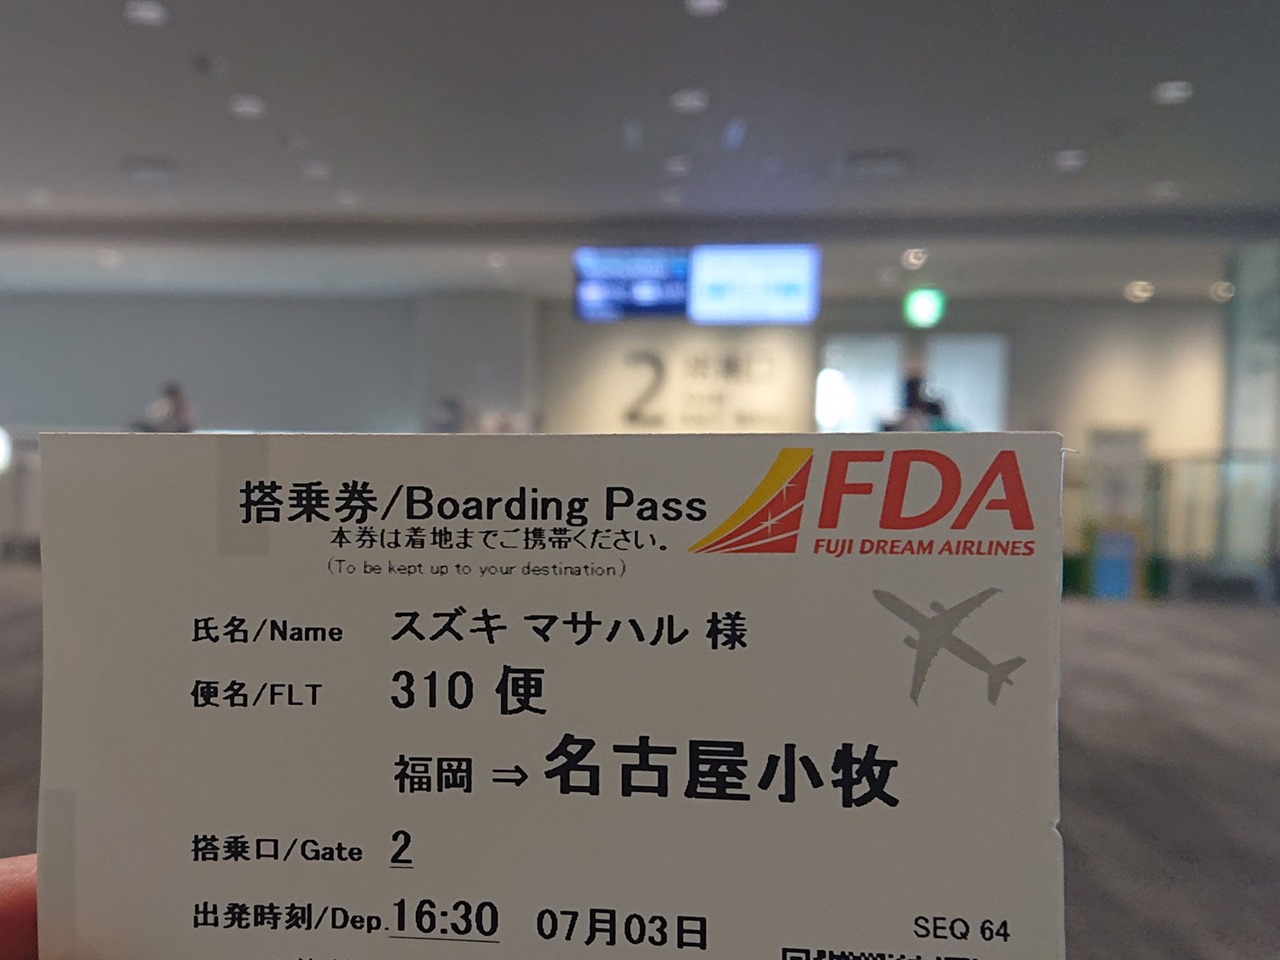 2
搭乗券/Boarding Pass
FDA
FUJI DREAM AIRLINES
本券は着地までご携帯ください。
(To be kept up to your destination)
氏名/Name スズキ マサハル 様
便名/FLT 310 便
福岡 ⇒ 名古屋小牧
搭乗口/Gate 2
出発時刻/Dep. 16:30 07月03日
SEQ 64